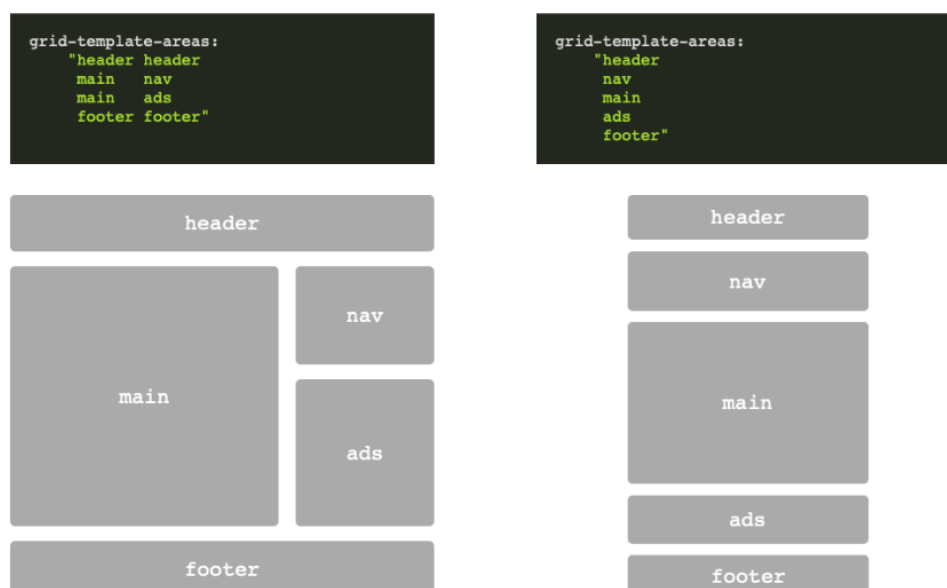 grid-template-areas:
"header header
main nav
main ads
footer footer"
header
main
nav
ads
footer
grid-template-areas:
"header
nav
main
ads
footer"
header
nav
main
ads
footer